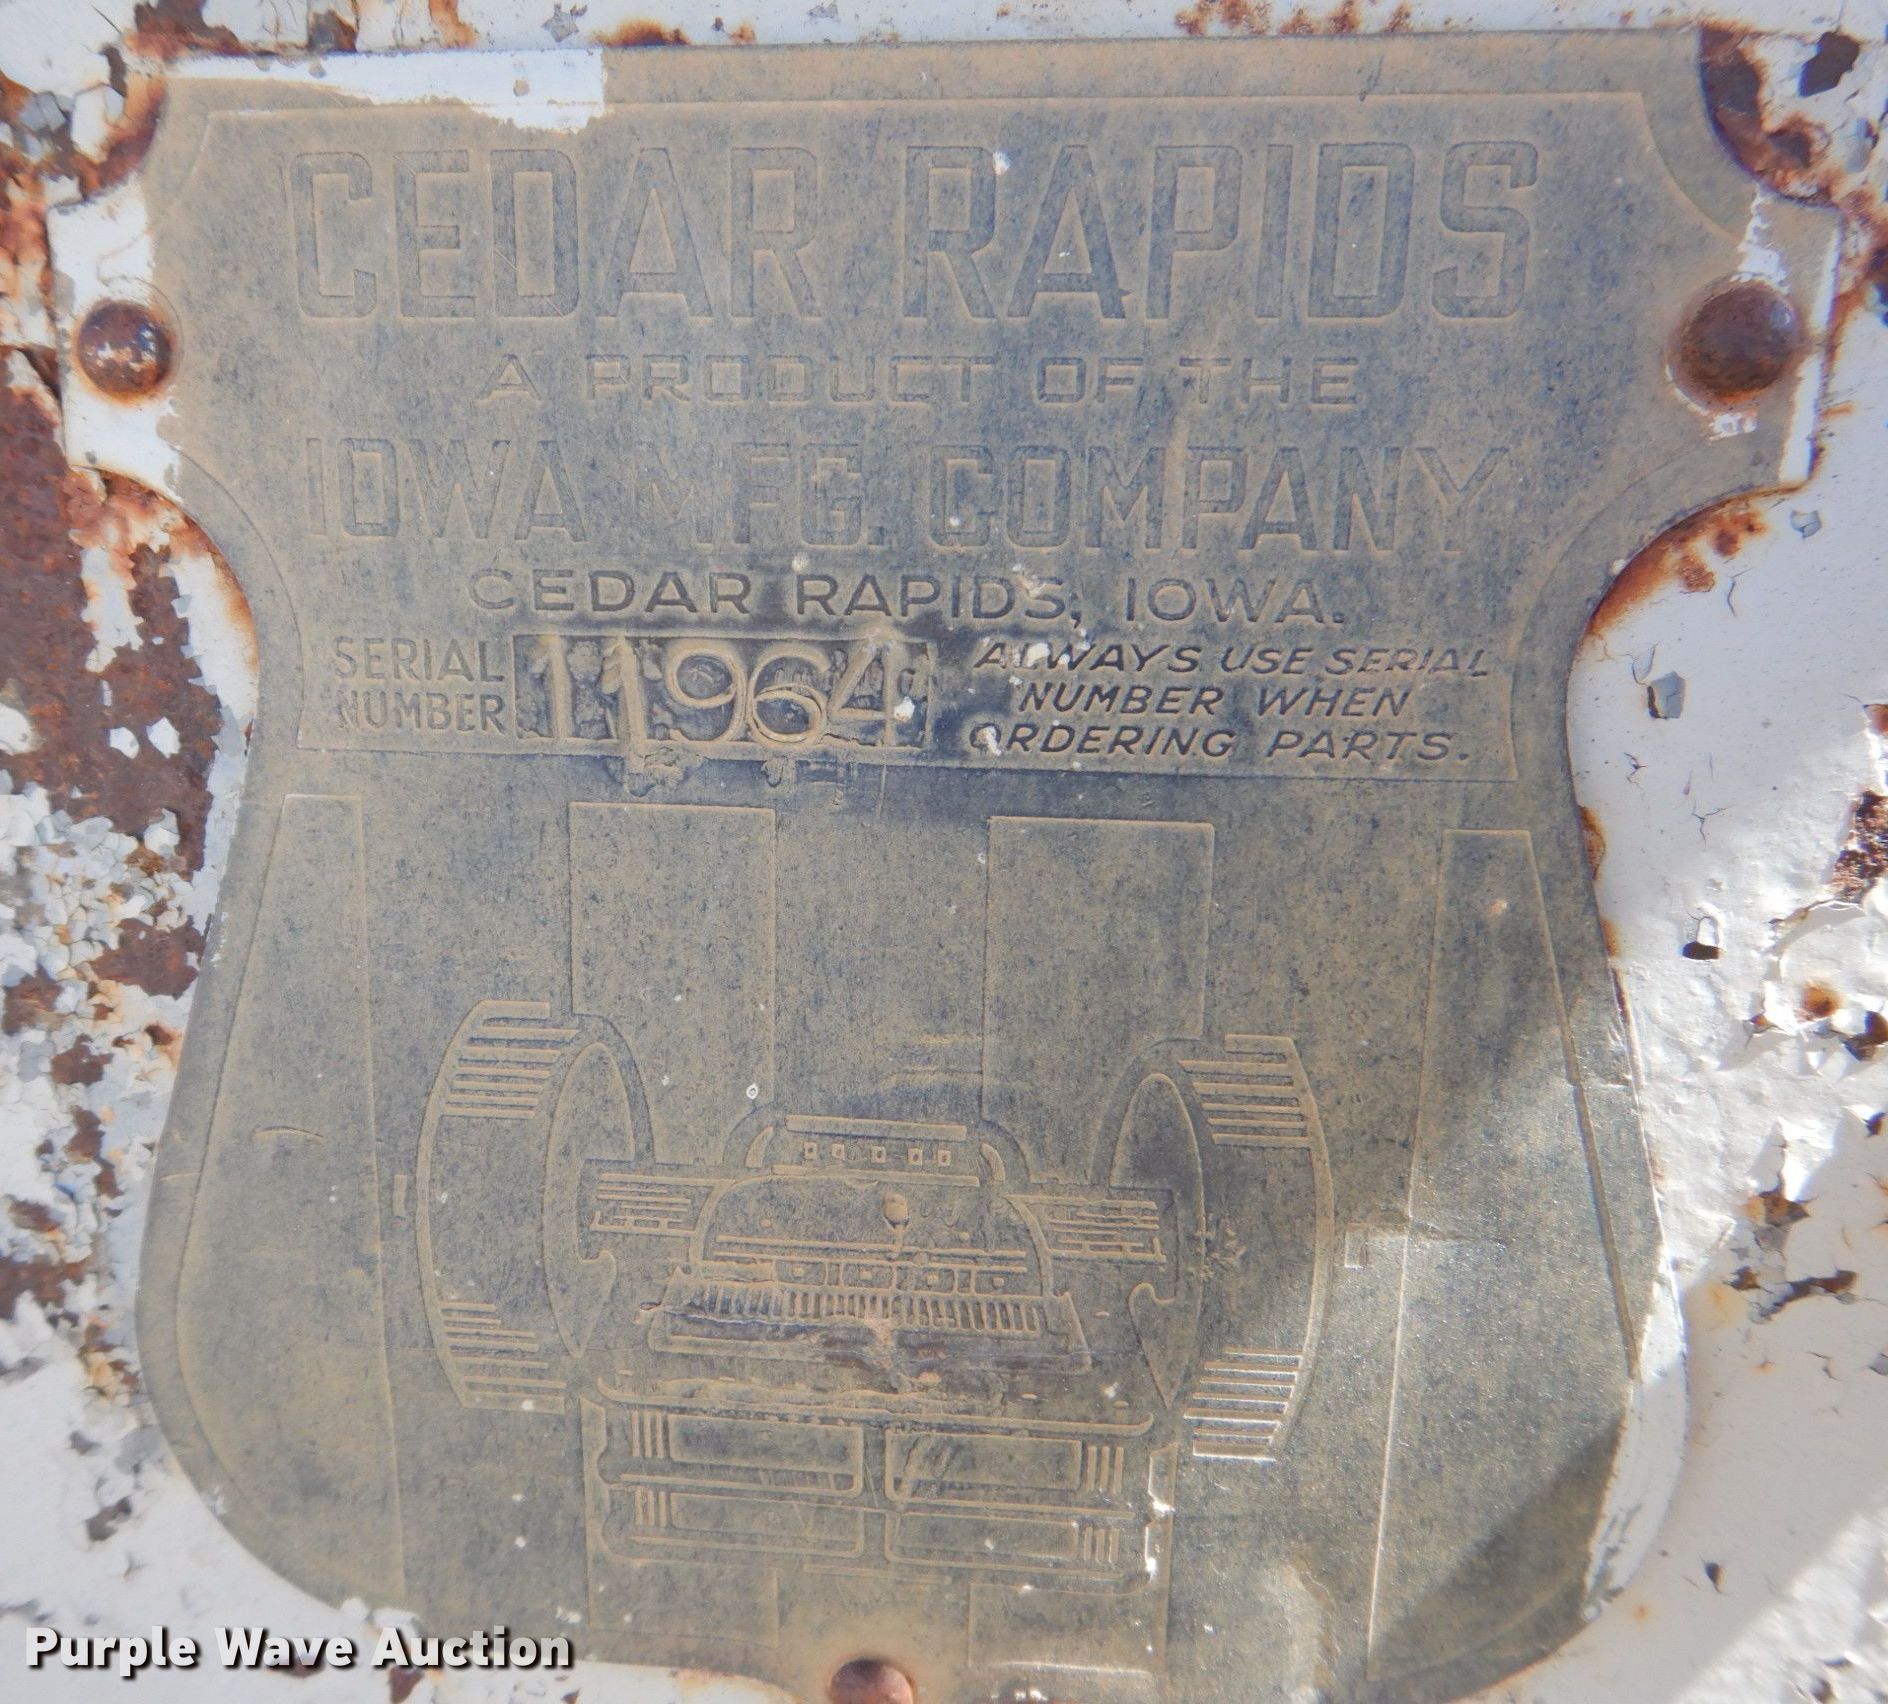 CEDAR RAPIDS
A PRODUCT OF THE
IOWA MFG. COMPANY
CEDAR RAPIDS, IOWA.
SERIAL NUMBER
11964
ALWAYS USE SERIAL
NUMBER WHEN
ORDERING PARTS.
Purple Wave Auction